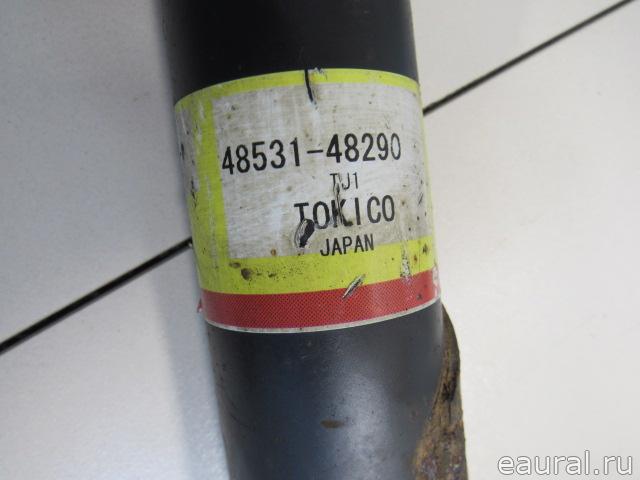 48531-48290
TJ1
TOKICO
JAPAN
eaural.ru